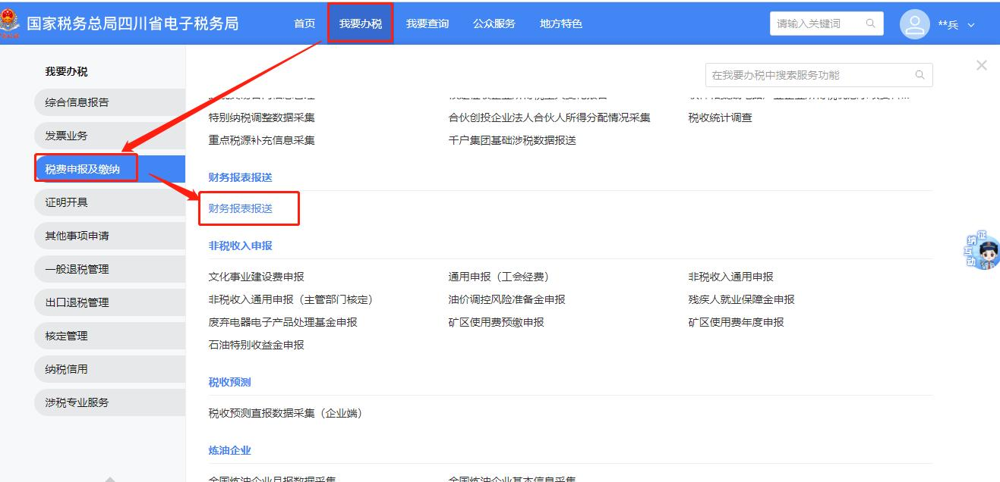 国家税务总局四川省电子税务局
首页 我要办税 我要查询 公众服务 地方特色
请输入关键词
**兵
我要办税
综合信息报告
发票业务
税费申报及缴纳
证明开具
其他事项申请
一般退税管理
出口退税管理
核定管理
纳税信用
涉税专业服务
在我要办税中搜索服务功能
特别纳税调整数据采集 合伙创投企业法人合伙人所得分配情况采集 税收统计调查
重点税源补充信息采集 千户集团基础涉税数据报送
财务报表报送
财务报表报送
非税收入申报
文化事业建设费申报 通用申报（工会经费） 非税收入通用申报
非税收入通用申报（主管部门核定） 油价调控风险准备金申报 残疾人就业保障金申报
废弃电器电子产品处理基金申报 矿区使用费预缴申报 矿区使用费年度申报
石油特别收益金申报
税收预测
税收预测直报数据采集（企业端）
炼油企业
全国炼油企业月报数据采集 全国炼油企业基本信息采集
征纳互动